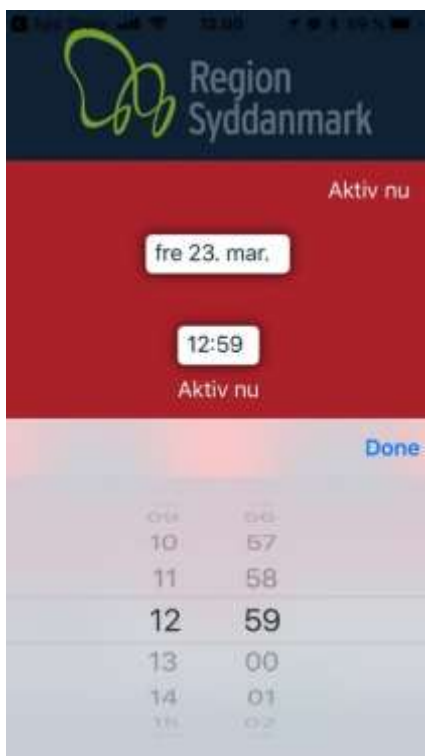 Region
Syddanmark
Aktiv nu
fre 23. mar.
12:59
Aktiv nu
Done
10 57
11 58
12 59
13 00
14 01